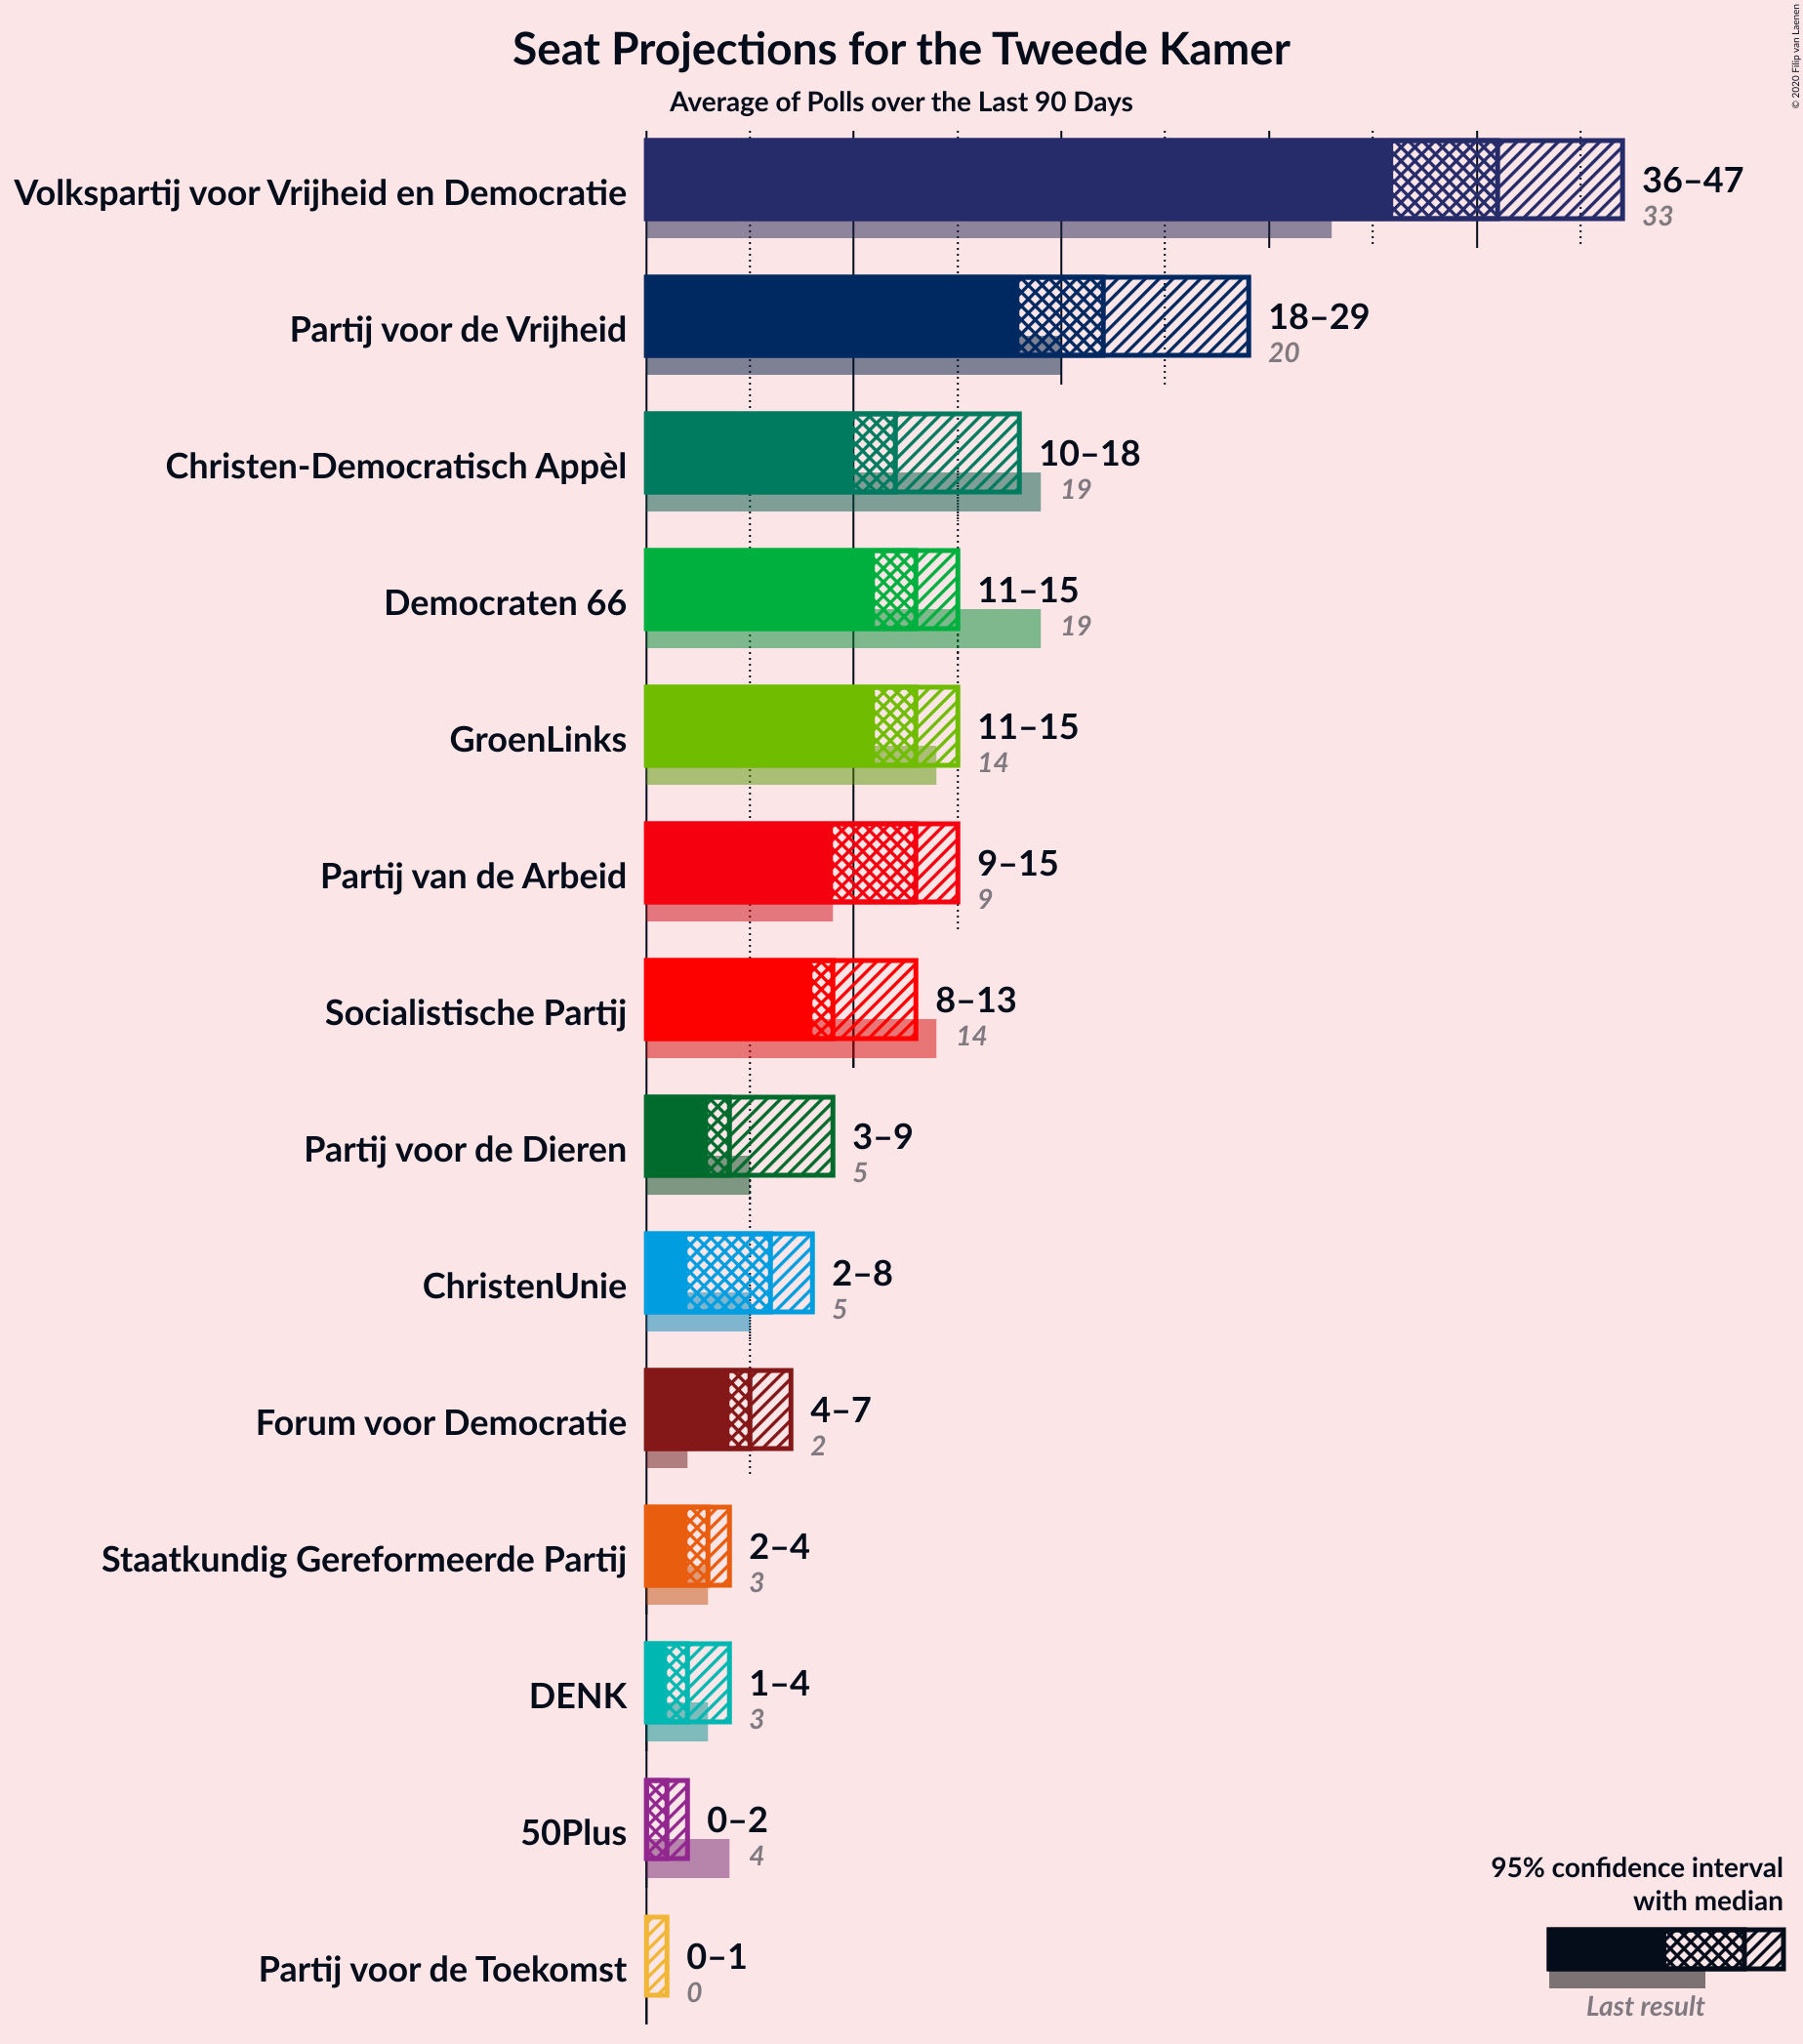 © 2020 Filip van Laenen
Seat Projections for the Tweede Kamer
Average of Polls over the Last 90 Days
Volkspartij voor Vrijheid en Democratie
36–47
33
Partij voor de Vrijheid
18–29
20
Christen-Democratisch Appèl
10–18
19
Democraten 66
11–15
19
GroenLinks
11–15
14
Partij van de Arbeid
9–15
9
Socialistische Partij
8–13
14
Partij voor de Dieren
3–9
5
ChristenUnie
2–8
5
Forum voor Democratie
4–7
2
Staatkundig Gereformeerde Partij
2–4
3
DENK
1–4
3
50Plus
0–2
4
Partij voor de Toekomst
0–1
0
95% confidence interval
with median
Last result